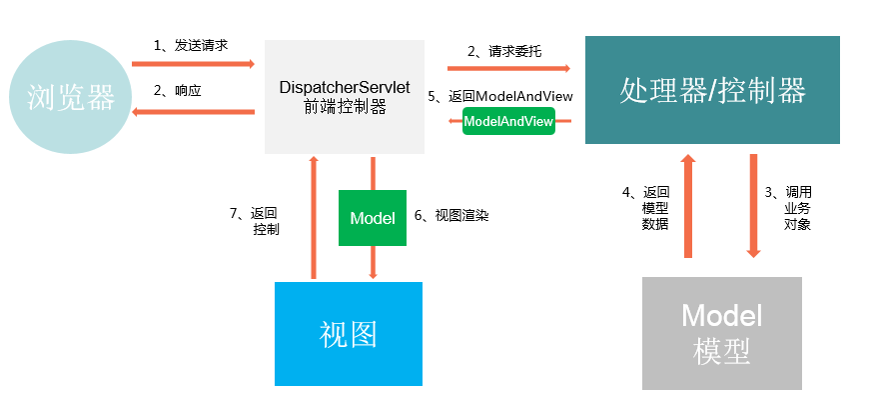 1、发送请求
2、响应
浏览器
DispatcherServlet
前端控制器
2、请求委托
5、返回ModelAndView
ModelAndView
处理器/控制器
4、返回
模型
数据
3、调用
业务
对象
7、返回
控制
Model
6、视图渲染
视图
Model
模型